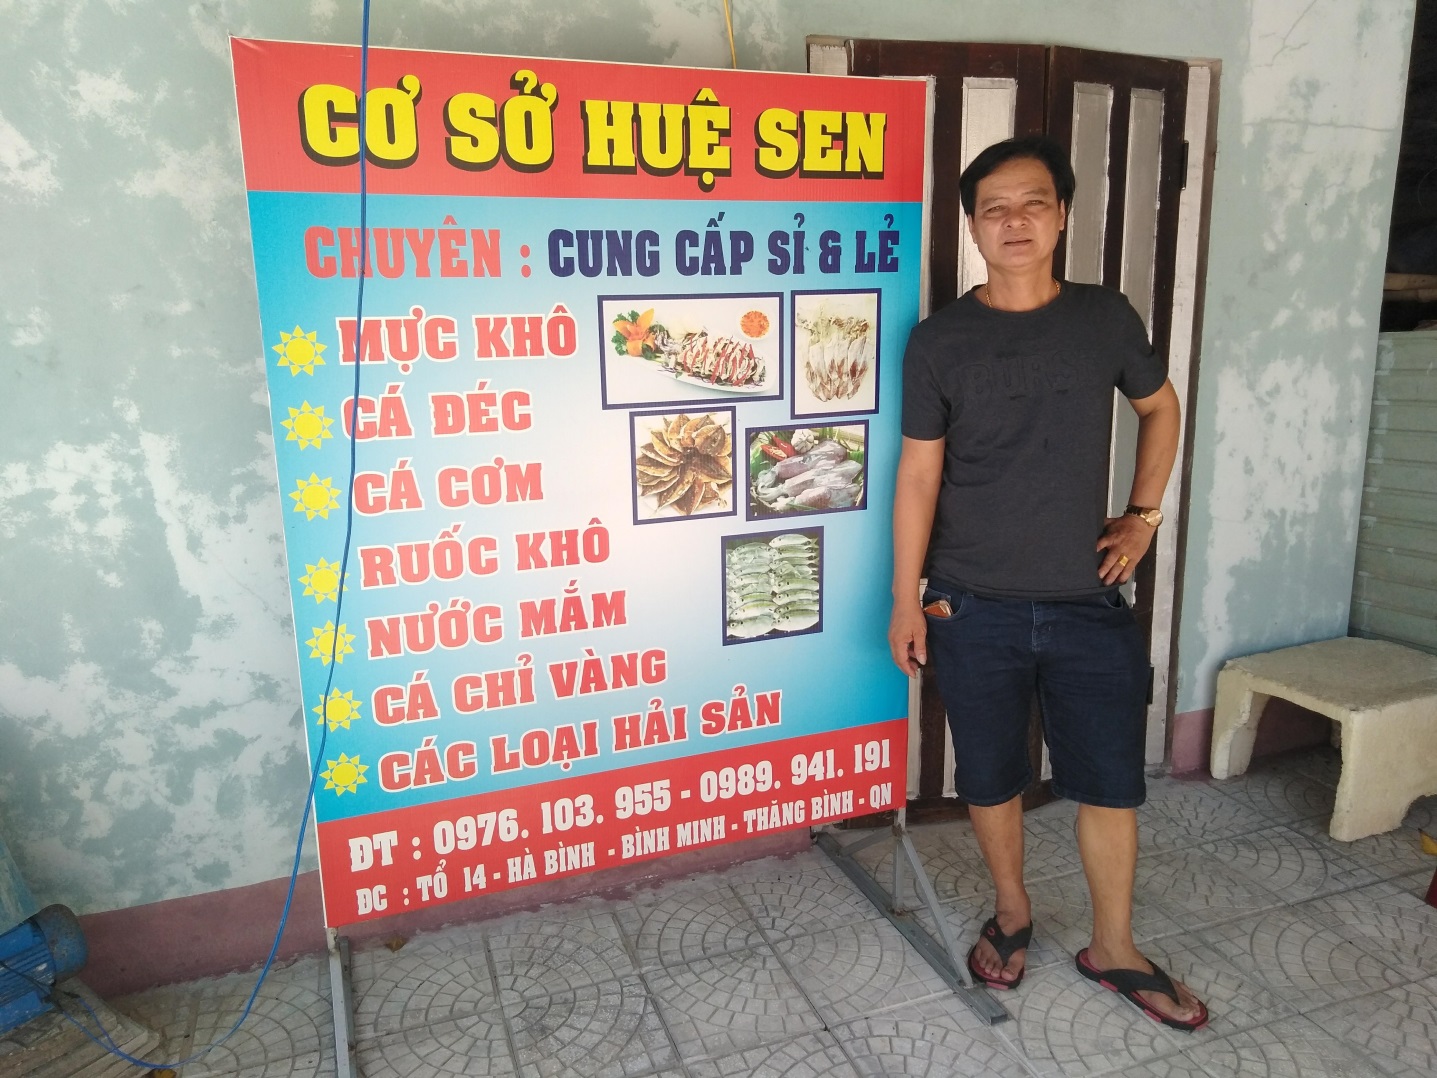 CƠ SỞ HUỆ SEN
CHUYÊN : CUNG CẤP SỈ & LẺ
MỰC KHÔ
CÁ ĐÉC
CÁ CƠM
RUỐC KHÔ
NƯỚC MẮM
CÁ CHỈ VÀNG
CÁC LOẠI HẢI SẢN
ĐT : 0976. 103. 955 - 0989. 941. 191
ĐC : TỔ 14 - HÀ BÌNH - BÌNH MINH - THĂNG BÌNH - QN